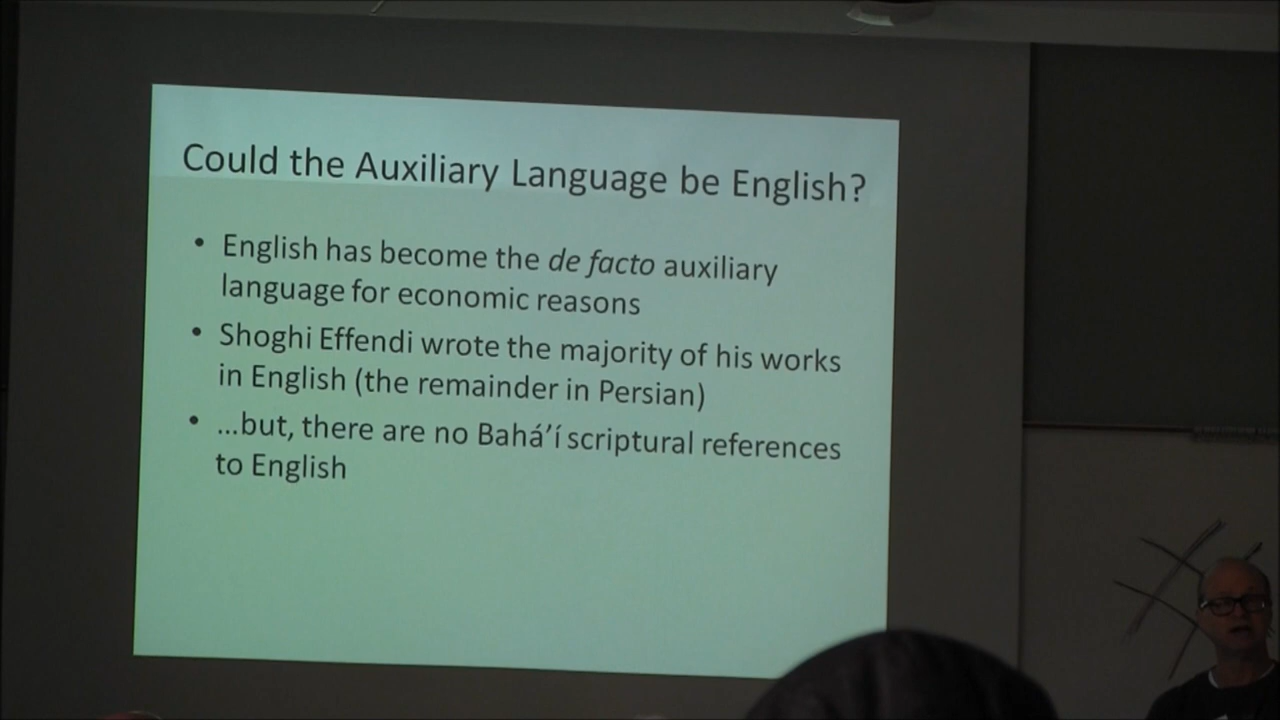 Could the Auxiliary Language be English?
• English has become the de facto auxiliary
language for economic reasons
• Shoghi Effendi wrote the majority of his works
in English (the remainder in Persian)
• ...but, there are no Bahá’í scriptural references
to English